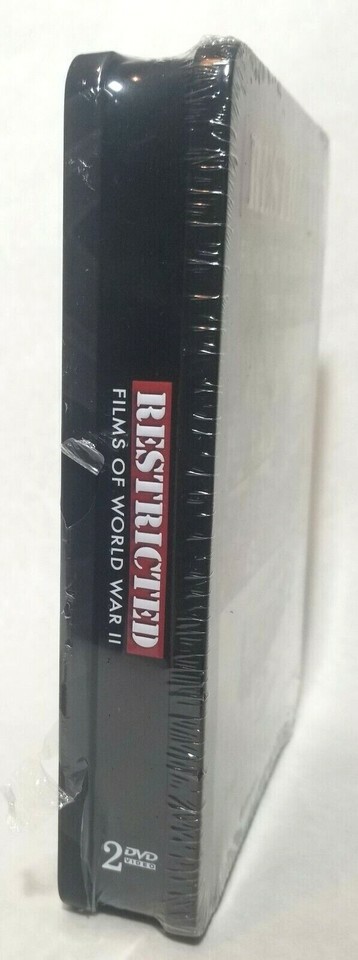 RESTRICTED
FILMS OF WORLD WAR II
2 DVD
VIDEO